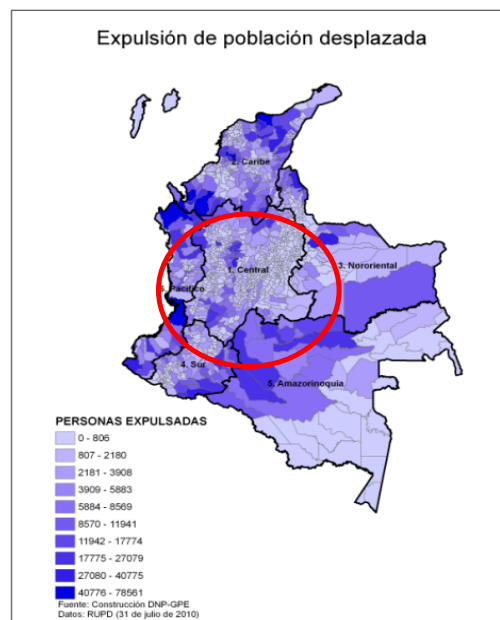 Expulsión de población desplazada
2. Caribe
1. Central
3. Nororiental
Pacífico
4. Sur
5. Amazorinoquia
PERSONAS EXPULSADAS
0 - 806
807 - 2180
2181 - 3908
3909 - 5883
5884 - 8569
8570 - 11941
11942 - 17774
17775 - 27079
27080 - 40775
40776 - 78561
Fuente: Construcción DNP-GPE
Datos: RUPD (31 de julio de 2010)